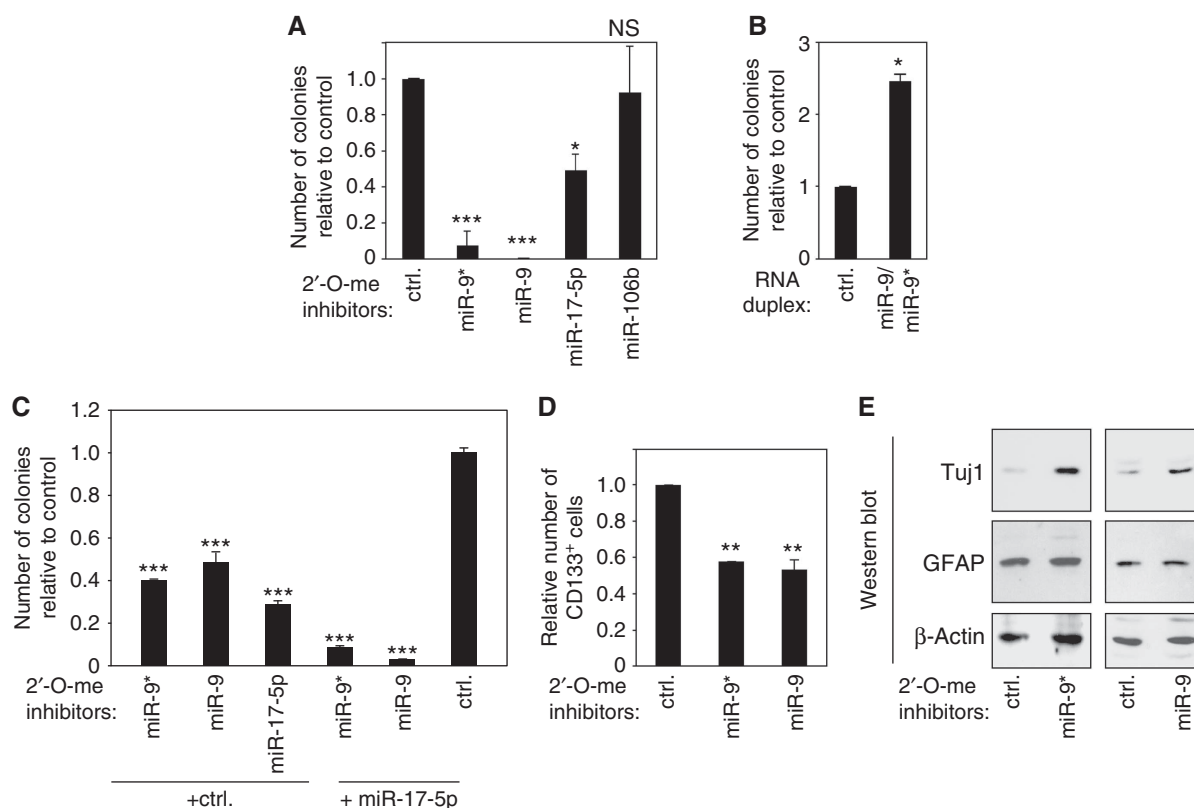 A
NS
Number of colonies
relative to control
1.0
0.8
0.6
0.4
0.2
0
***
***
*
2′-O-me
inhibitors:
ctrl.
miR-9*
miR-9
miR-17-5p
miR-106b
B
Number of colonies
relative to control
3
2
1
0
*
RNA
duplex:
ctrl.
miR-9/
miR-9*
C
Number of colonies
relative to control
1.2
1.0
0.8
0.6
0.4
0.2
0
***
***
***
***
***
2′-O-me
inhibitors:
miR-9*
miR-9
miR-17-5p
miR-9*
miR-9
ctrl.
+ctrl.
+ miR-17-5p
D
Relative number of
CD133+ cells
1.0
0.8
0.6
0.4
0.2
0
**
**
2′-O-me
inhibitors:
ctrl.
miR-9*
miR-9
E
Western blot
Tuj1
GFAP
β-Actin
2′-O-me
inhibitors:
ctrl.
miR-9*
ctrl.
miR-9